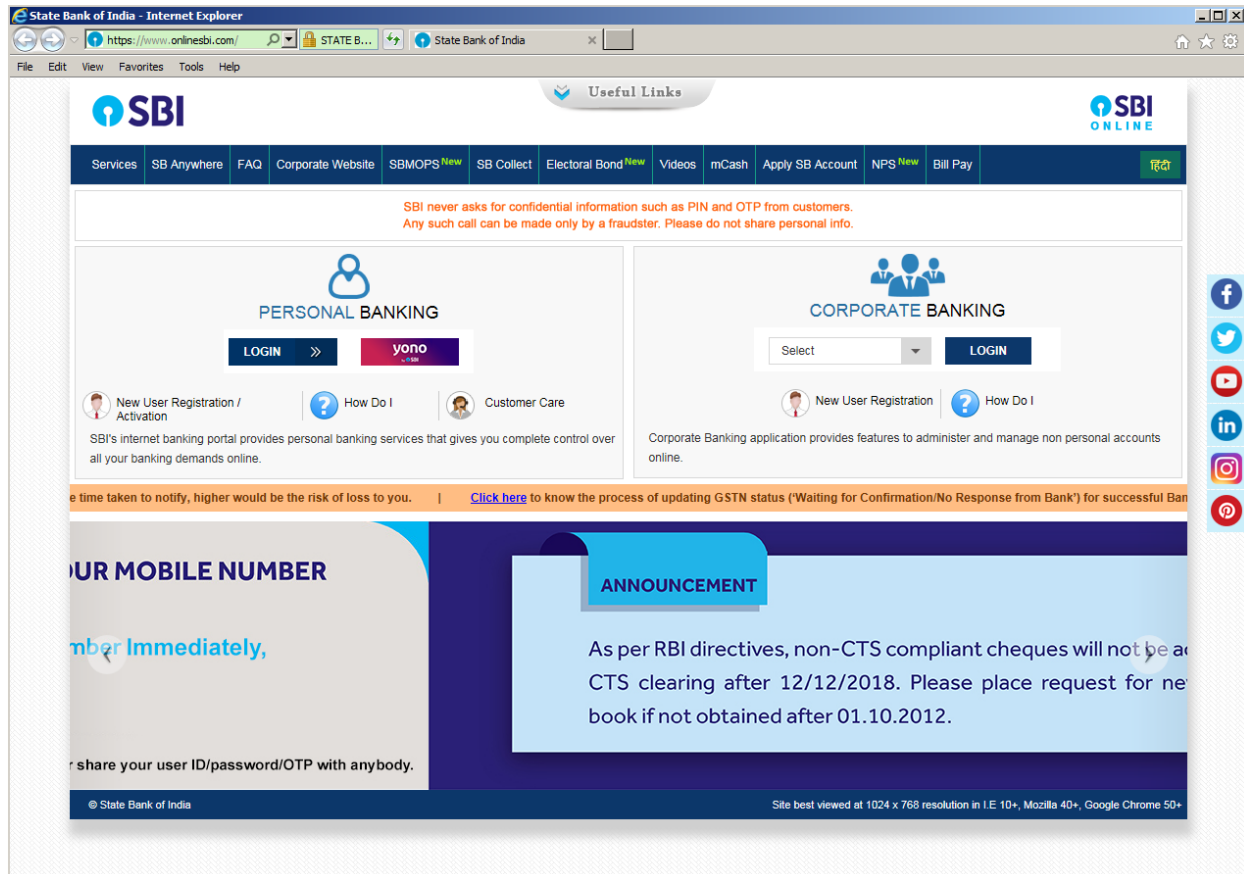 State Bank of India - Internet Explorer
https://www.onlinesbi.com/ STATE B... State Bank of India
File Edit View Favorites Tools Help
Useful Links
SBI
SBI
ONLINE
Services SB Anywhere FAQ Corporate Website SBMOPS New SB Collect Electoral Bond New Videos mCash Apply SB Account NPS New Bill Pay हिंदी
SBI never asks for confidential information such as PIN and OTP from customers.
Any such call can be made only by a fraudster. Please do not share personal info.
PERSONAL BANKING
LOGIN »
yono
by SBI
New User Registration /
Activation
How Do I
Customer Care
SBI's internet banking portal provides personal banking services that gives you complete control over
all your banking demands online.
CORPORATE BANKING
Select
LOGIN
New User Registration
How Do I
Corporate Banking application provides features to administer and manage non personal accounts
online.
e time taken to notify, higher would be the risk of loss to you. | Click here to know the process of updating GSTN status (‘Waiting for Confirmation/No Response from Bank’) for successful Ban
OUR MOBILE NUMBER
mber Immediately,
r share your user ID/password/OTP with anybody.
ANNOUNCEMENT
As per RBI directives, non-CTS compliant cheques will not be ac
CTS clearing after 12/12/2018. Please place request for ne
book if not obtained after 01.10.2012.
© State Bank of India
Site best viewed at 1024 x 768 resolution in I.E 10+, Mozilla 40+, Google Chrome 50+